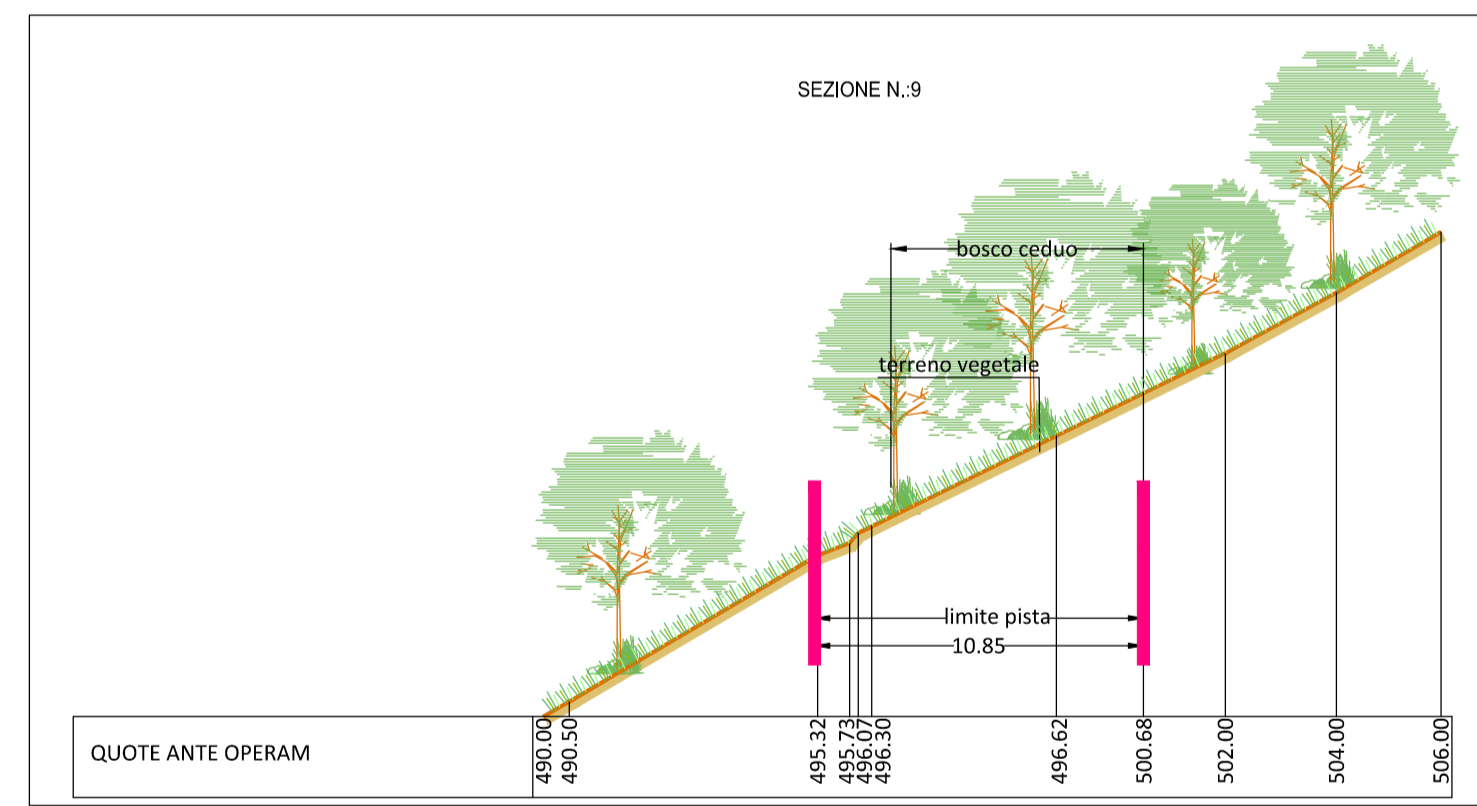 SEZIONE N.:9
bosco ceduo
terreno vegetale
limite pista
10.85
QUOTE ANTE OPERAM
490.00
490.50
495.32
495.73
496.07
496.30
496.62
500.68
502.00
504.00
506.00